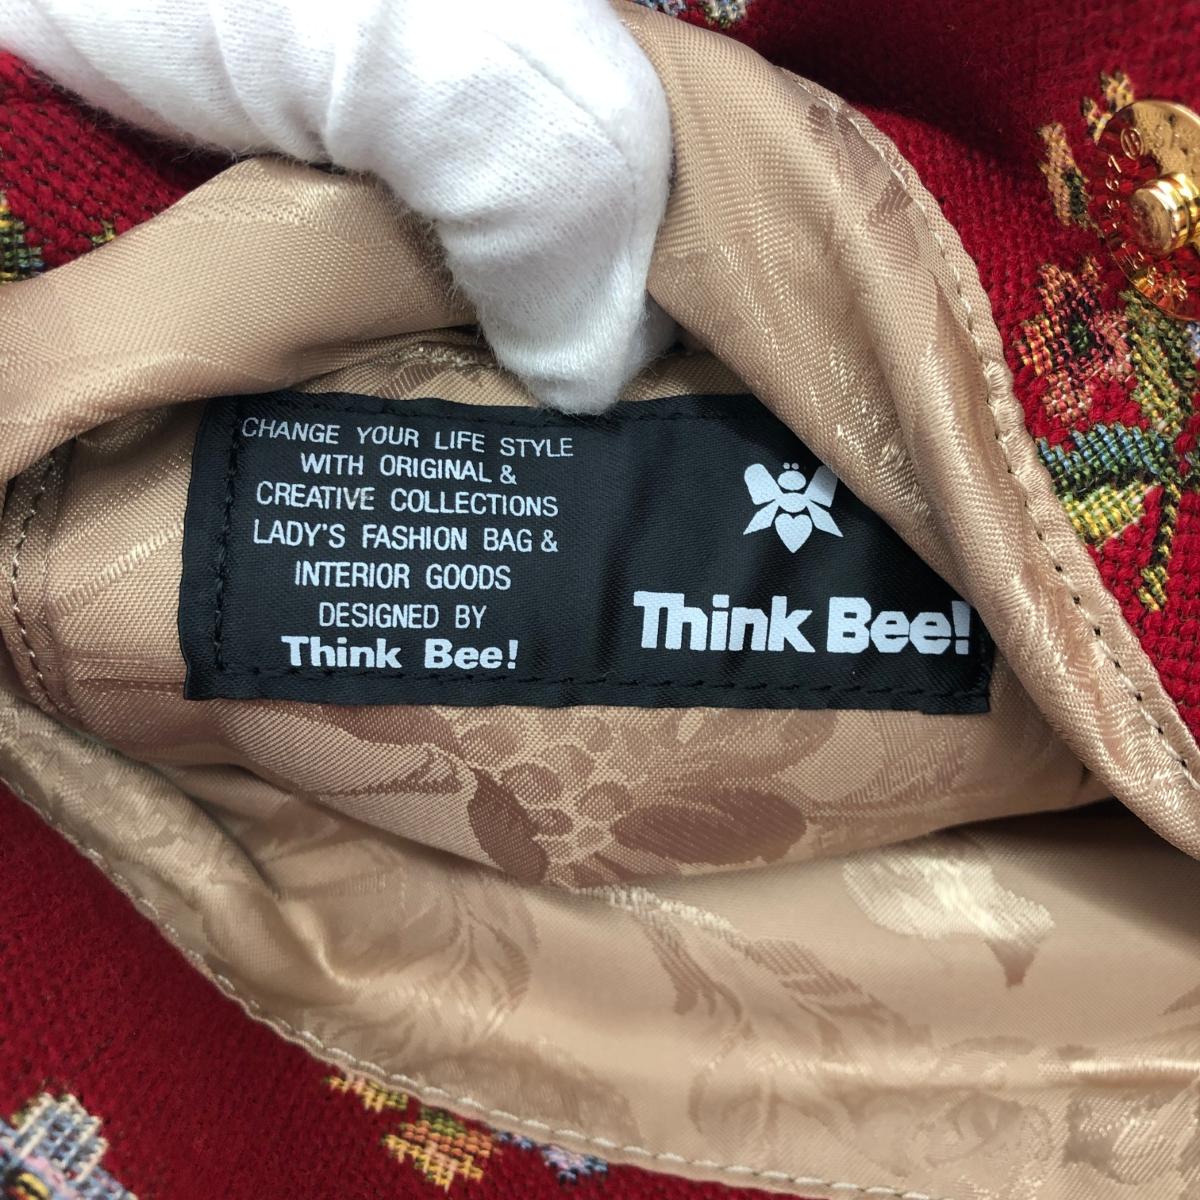 CHANGE YOUR LIFE STYLE
WITH ORIGINAL &
CREATIVE COLLECTIONS
LADY'S FASHION BAG &
INTERIOR GOODS
DESIGNED BY
Think Bee!
Think Bee!